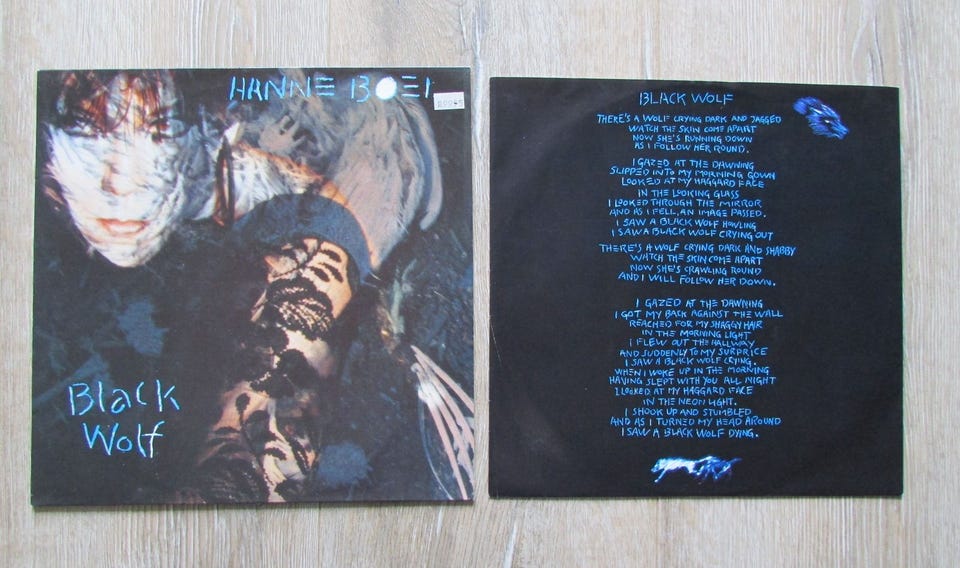 HANNE BOEL
Black
Wolf
BLACK WOLF
THERE'S A WOLF CRYING DARK AND JAGGED
WATCH THE SKIN COME APART
NOW SHE'S RUNNING DOWN
AS I FOLLOW HER ROUND.
I GAZED AT THE DAWNING
SLIPPED INTO MY MORNING GOWN
LOOKED AT MY HAGGARD FACE
IN THE LOOKING GLASS
I LOOKED THROUGH THE MIRROR
AND AS I FELL, AN IMAGE PASSED.
I SAW A BLACK WOLF HOWLING
I SAW A BLACK WOLF CRYING OUT
THERE'S A WOLF CRYING DARK AND SHABBY
WATCH THE SKIN COME APART
NOW SHE'S CRAWLING ROUND
AND I WILL FOLLOW HER DOWN.
I GAZED AT THE DAWNING
I GOT MY BACK AGAINST THE WALL
REACHED FOR MY SHAGGY HAIR
IN THE MORNING LIGHT
I FLEW OUT THE HALLWAY
AND SUDDENLY TO MY SURPRICE
I SAW A BLACK WOLF CRYING.
WHEN I WOKE UP IN THE MORNING
HAVING SLEPT WITH YOU ALL NIGHT
I LOOKED AT MY HAGGARD FACE
IN THE NEON LIGHT.
I SHOOK UP AND STUMBLED
AND AS I TURNED MY HEAD AROUND
I SAW A BLACK WOLF DYING.